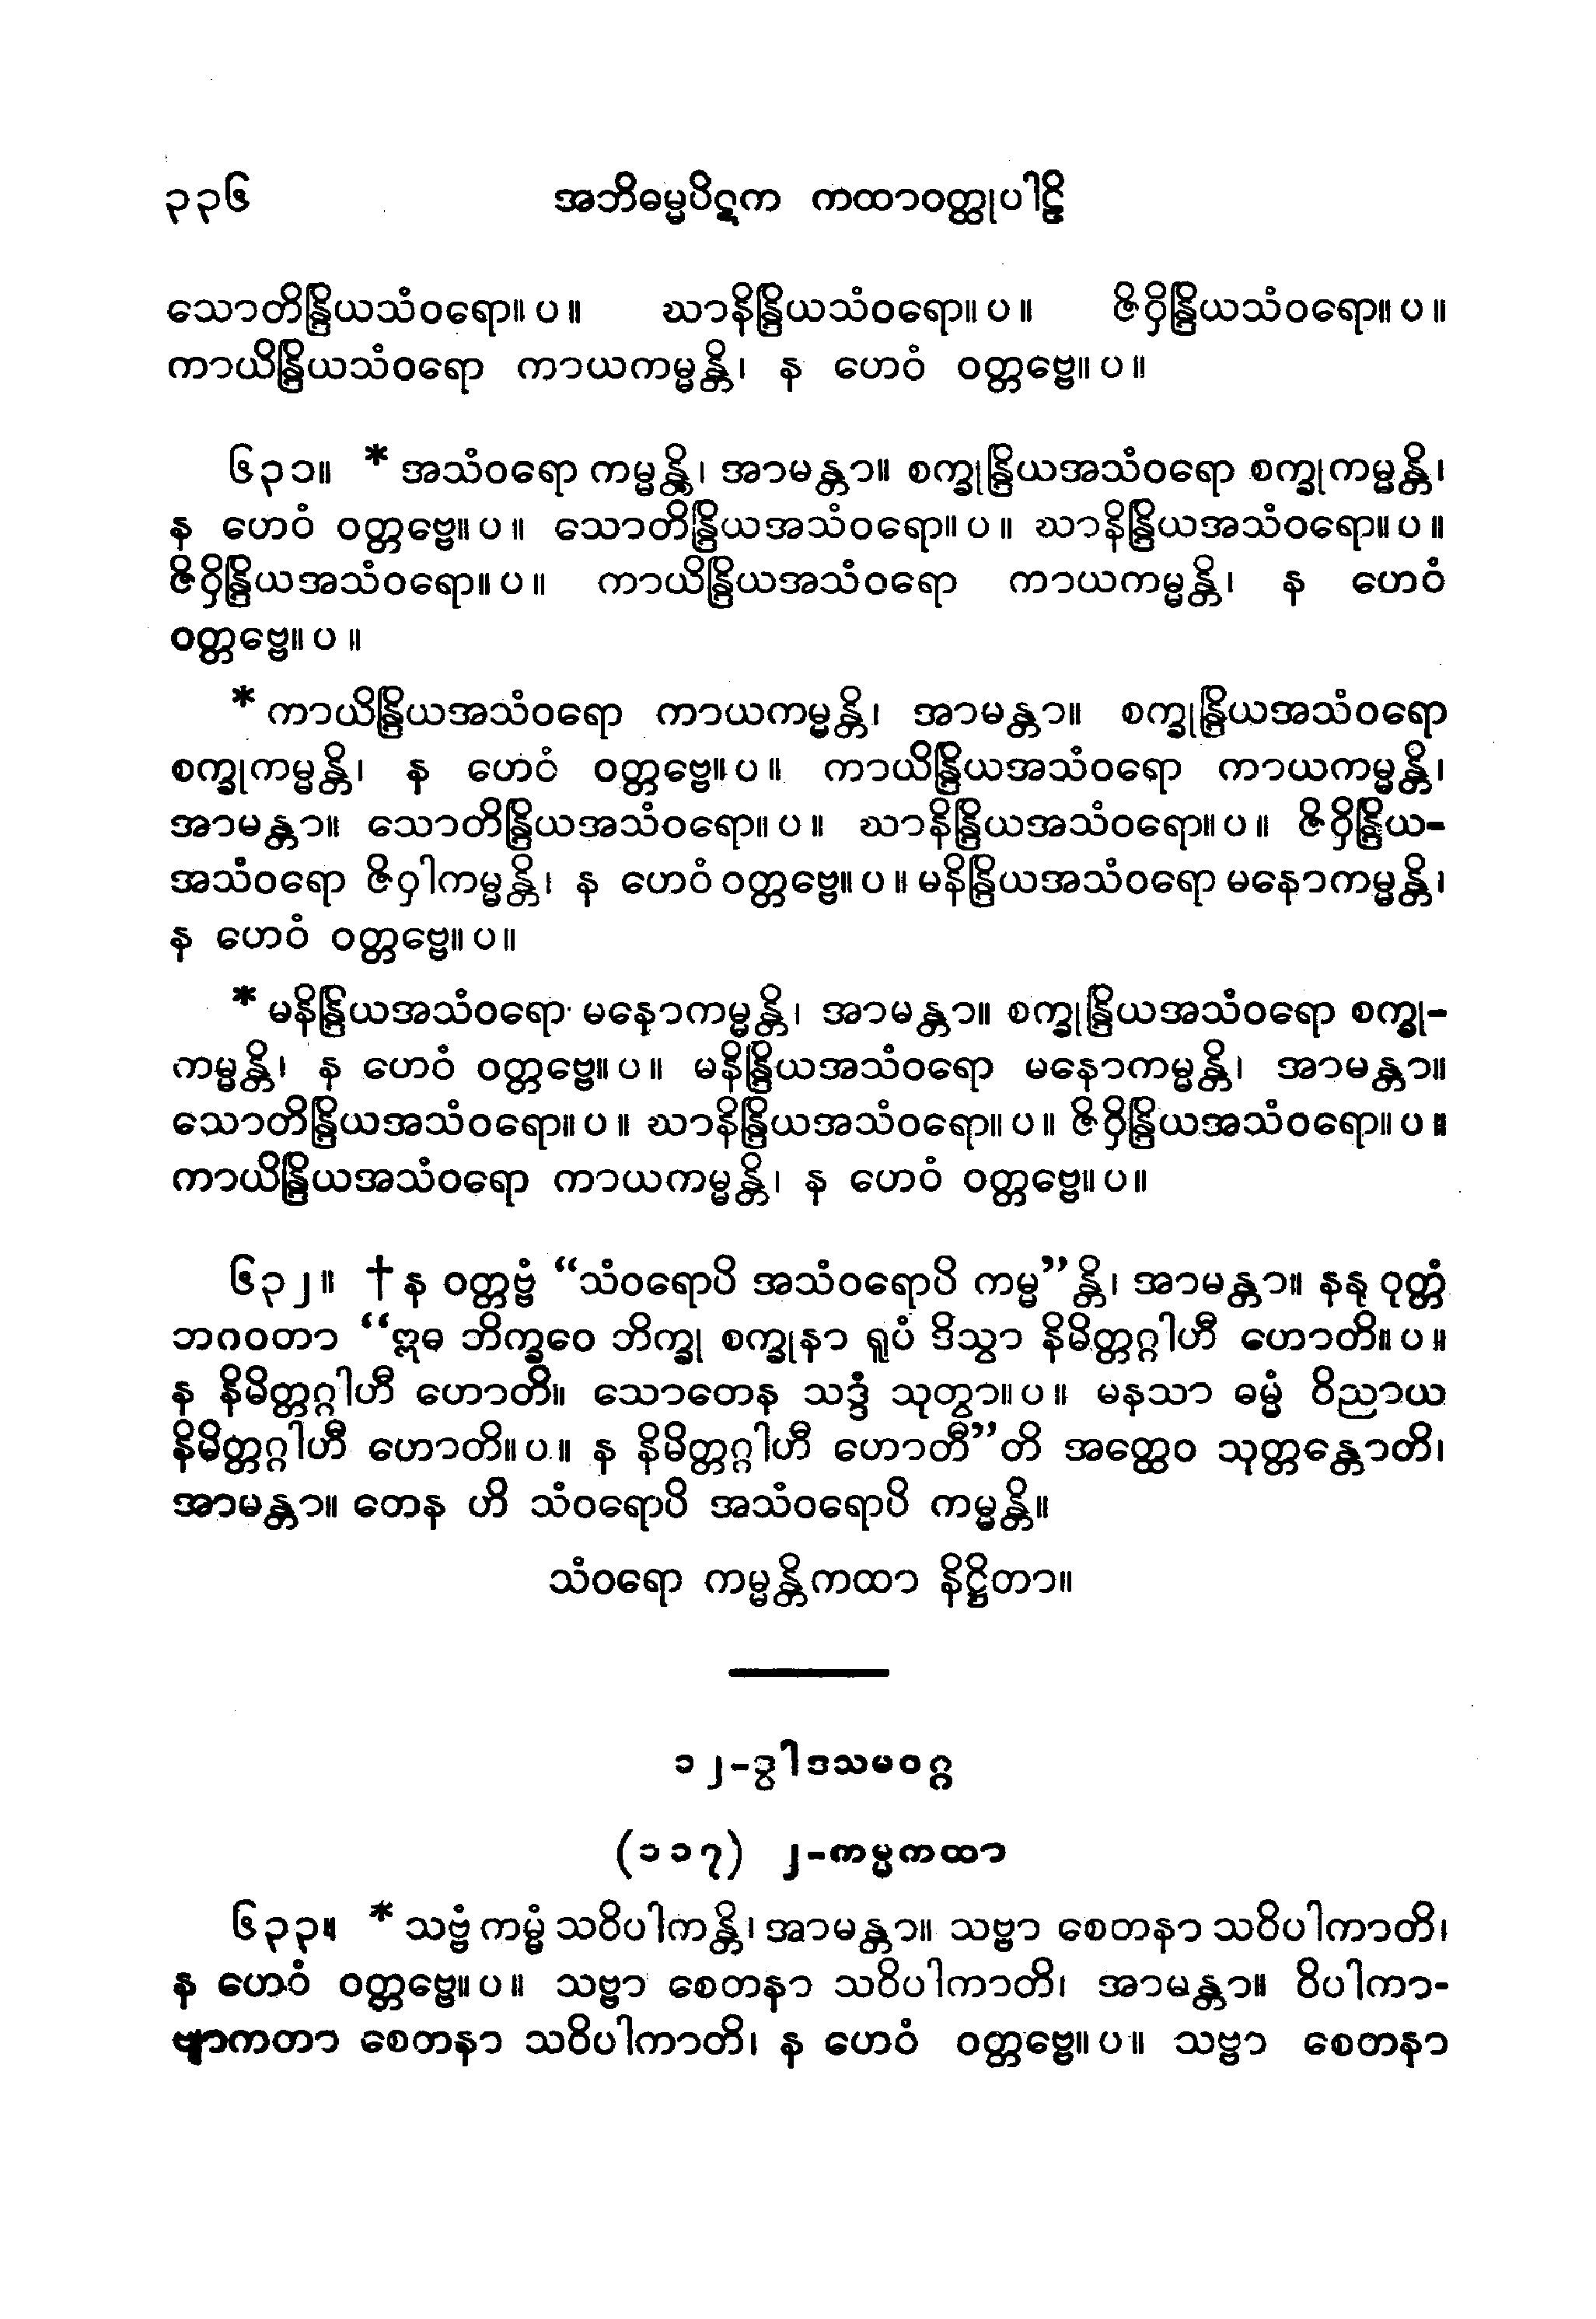 ၃၃၆ အဘိဓမ္မပိဋက ကထာဝတ္ထုပါဠိ
သောတိန္ဒြိယသံဝရော။ ပ ။ ဃာနိန္ဒြိယသံဝရော။ ပ ။ ဇိဝှိန္ဒြိယသံဝရော။ ပ ။
ကာယိန္ဒြိယသံဝရော ကာယကမ္မန္တိ၊ န ဟေဝံ ဝတ္တဗ္ဗေ။ ပ ။
၆၃၁။ * အသံဝရော ကမ္မန္တိ၊ အာမန္တာ။ စက္ခုန္ဒြိယအသံဝရော စက္ခုကမ္မန္တိ၊
န ဟေဝံ ဝတ္တဗ္ဗေ။ ပ ။ သောတိန္ဒြိယအသံဝရော။ ပ ။ ဃာနိန္ဒြိယအသံဝရော။ ပ ။
ဇိဝှိန္ဒြိယအသံဝရော။ ပ ။ ကာယိန္ဒြိယအသံဝရော ကာယကမ္မန္တိ၊ န ဟေဝံ
ဝတ္တဗ္ဗေ။ ပ ။
* ကာယိန္ဒြိယအသံဝရော ကာယကမ္မန္တိ၊ အာမန္တာ။ စက္ခုန္ဒြိယအသံဝရော
စက္ခုကမ္မန္တိ၊ န ဟေဝံ ဝတ္တဗ္ဗေ။ ပ ။ ကာယိန္ဒြိယအသံဝရော ကာယကမ္မန္တိ၊
အာမန္တာ။ သောတိန္ဒြိယအသံဝရော။ ပ ။ ဃာနိန္ဒြိယအသံဝရော။ ပ ။ ဇိဝှိန္ဒြိယ-
အသံဝရော ဇိဝှါကမ္မန္တိ၊ န ဟေဝံ ဝတ္တဗ္ဗေ။ ပ ။ မနိန္ဒြိယအသံဝရော မနောကမ္မန္တိ၊
န ဟေဝံ ဝတ္တဗ္ဗေ။ ပ ။
* မနိန္ဒြိယအသံဝရော မနောကမ္မန္တိ၊ အာမန္တာ။ စက္ခုန္ဒြိယအသံဝရော စက္ခု-
ကမ္မန္တိ၊ န ဟေဝံ ဝတ္တဗ္ဗေ။ ပ ။ မနိန္ဒြိယအသံဝရော မနောကမ္မန္တိ၊ အာမန္တာ။
သောတိန္ဒြိယအသံဝရော။ ပ ။ ဃာနိန္ဒြိယအသံဝရော။ ပ ။ ဇိဝှိန္ဒြိယအသံဝရော။ ပ ။
ကာယိန္ဒြိယအသံဝရော ကာယကမ္မန္တိ၊ န ဟေဝံ ဝတ္တဗ္ဗေ။ ပ ။
၆၃၂။ † န ဝတ္တဗ္ဗံ “သံဝရောပိ အသံဝရောပိ ကမ္မ”န္တိ၊ အာမန္တာ။ နနု ဝုတ္တံ
ဘဂဝတာ “ဣဓ ဘိက္ခဝေ ဘိက္ခု စက္ခုနာ ရူပံ ဒိသွာ နိမိတ္တဂ္ဂါဟီ ဟောတိ။ ပ ။
န နိမိတ္တဂ္ဂါဟီ ဟောတိ။ သောတေန သဒ္ဒံ သုတွာ။ ပ ။ မနသာ ဓမ္မံ ဝိညာယ
နိမိတ္တဂ္ဂါဟီ ဟောတိ။ ပ ။ န နိမိတ္တဂ္ဂါဟီ ဟောတီ”တိ အတ္ထေဝ သုတ္တန္တောတိ၊
အာမန္တာ။ တေန ဟိ သံဝရောပိ အသံဝရောပိ ကမ္မန္တိ။
သံဝရော ကမ္မန္တိကထာ နိဋ္ဌိတာ။
၁၂-ဒွါဒသမဝဂ္ဂ
(၁၁၇) ၂-ကမ္မကထာ
၆၃၃။ * သဗ္ဗံ ကမ္မံ သဝိပါကန္တိ၊ အာမန္တာ။ သဗ္ဗာ စေတနာ သဝိပါကာတိ၊
န ဟေဝံ ဝတ္တဗ္ဗေ။ ပ ။ သဗ္ဗာ စေတနာ သဝိပါကာတိ၊ အာမန္တာ။ ဝိပါကာ-
ဗျာကတာ စေတနာ သဝိပါကာတိ၊ န ဟေဝံ ဝတ္တဗ္ဗေ။ ပ ။ သဗ္ဗာ စေတနာ